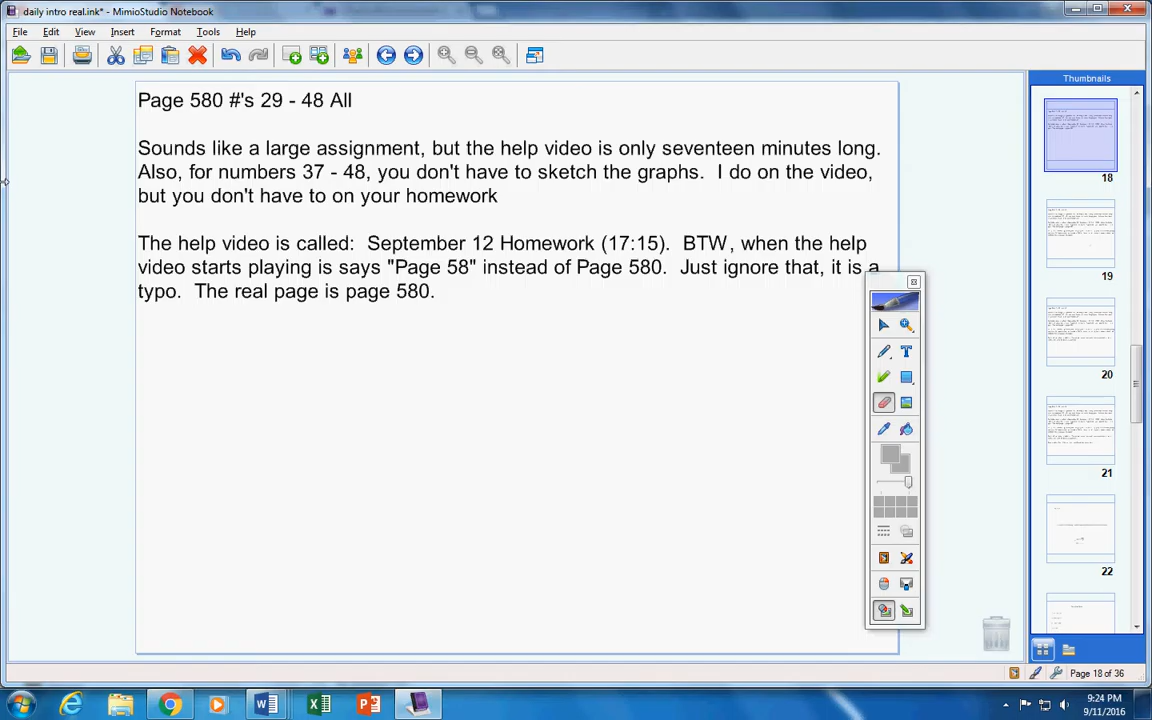 daily intro real.ink* - MimioStudio Notebook
File Edit View Insert Format Tools Help
Thumbnails
Page 580 #'s 29 - 48 All
Sounds like a large assignment, but the help video is only seventeen minutes long.
Also, for numbers 37 - 48, you don't have to sketch the graphs. I do on the video,
but you don't have to on your homework
The help video is called: September 12 Homework (17:15). BTW, when the help
video starts playing is says "Page 58" instead of Page 580. Just ignore that, it is a
typo. The real page is page 580.
18
19
20
21
22
Page 18 of 36
9:24 PM
9/11/2016